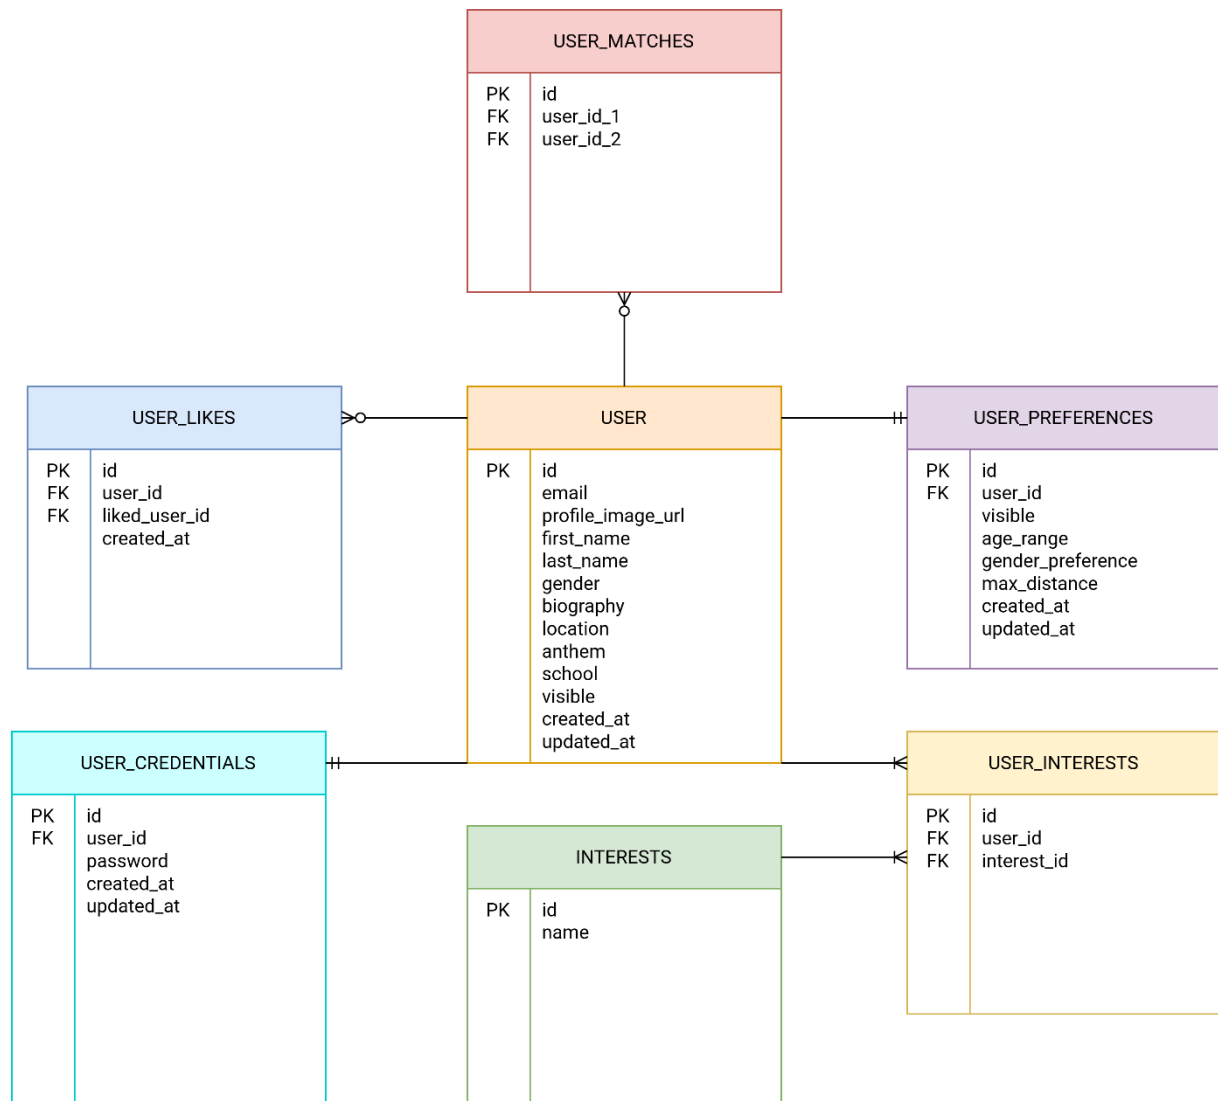 USER_MATCHES
PK id
FK user_id_1
FK user_id_2
USER_LIKES
PK id
FK user_id
FK liked_user_id
created_at
USER
PK id
email
profile_image_url
first_name
last_name
gender
biography
location
anthem
school
visible
created_at
updated_at
USER_PREFERENCES
PK id
FK user_id
visible
age_range
gender_preference
max_distance
created_at
updated_at
USER_CREDENTIALS
PK id
FK user_id
password
created_at
updated_at
INTERESTS
PK id
name
USER_INTERESTS
PK id
FK user_id
FK interest_id